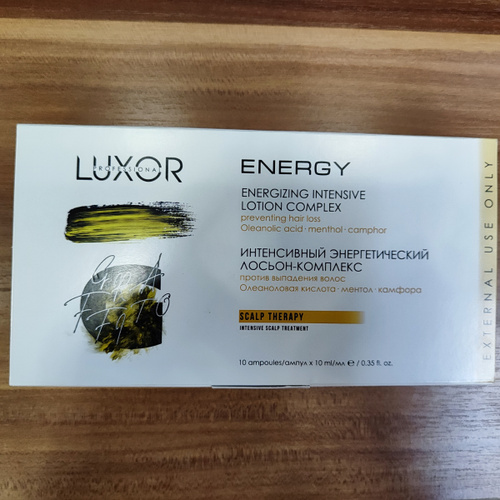 LUXOR
PROFESSIONAL
ENERGY
ENERGIZING INTENSIVE
LOTION COMPLEX
preventing hair loss
Oleanolic acid · menthol · camphor
ИНТЕНСИВНЫЙ ЭНЕРГЕТИЧЕСКИЙ
ЛОСЬОН-КОМПЛЕКС
против выпадения волос
Олеаноловая кислота · ментол · камфора
SCALP THERAPY
INTENSIVE SCALP TREATMENT
10 ampoules/ампул x 10 ml/мл ℮ / 0.35 fl. oz.
EXTERNAL USE ONLY